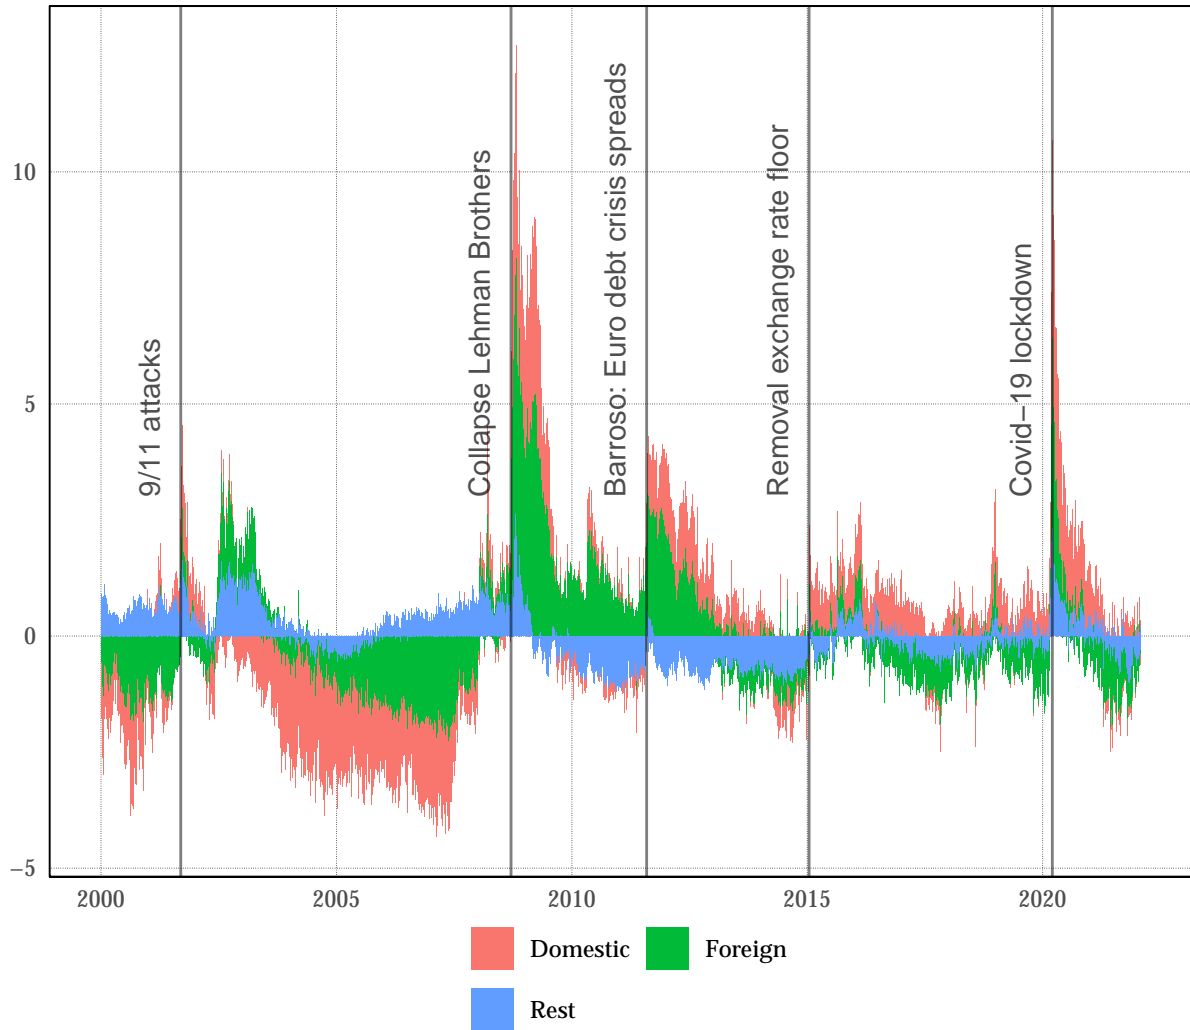 10
5
0
−5
9/11 attacks
Collapse Lehman Brothers
Barroso: Euro debt crisis spreads
Removal exchange rate floor
Covid−19 lockdown
2000
2005
2010
2015
2020
Domestic
Foreign
Rest